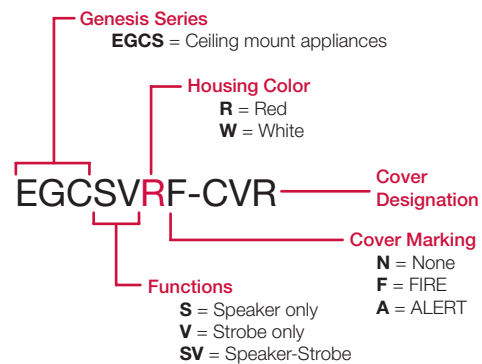 Genesis Series
EGCS = Ceiling mount appliances
Housing Color
R = Red
W = White
EGCSVRF-CVR
Cover
Designation
Cover Marking
N = None
F = FIRE
A = ALERT
Functions
S = Speaker only
V = Strobe only
SV = Speaker-Strobe